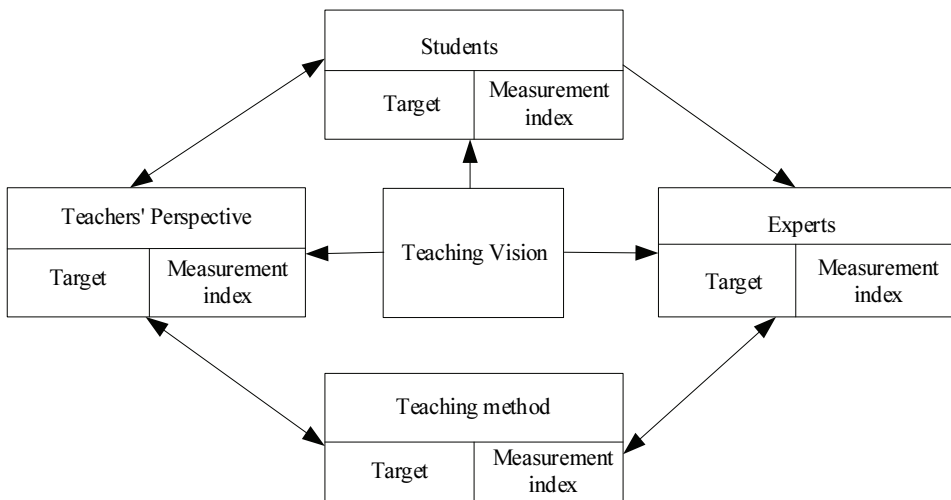 Students
Target
Measurement
index
Teachers' Perspective
Target
Measurement
index
Teaching Vision
Experts
Target
Measurement
index
Teaching method
Target
Measurement
index